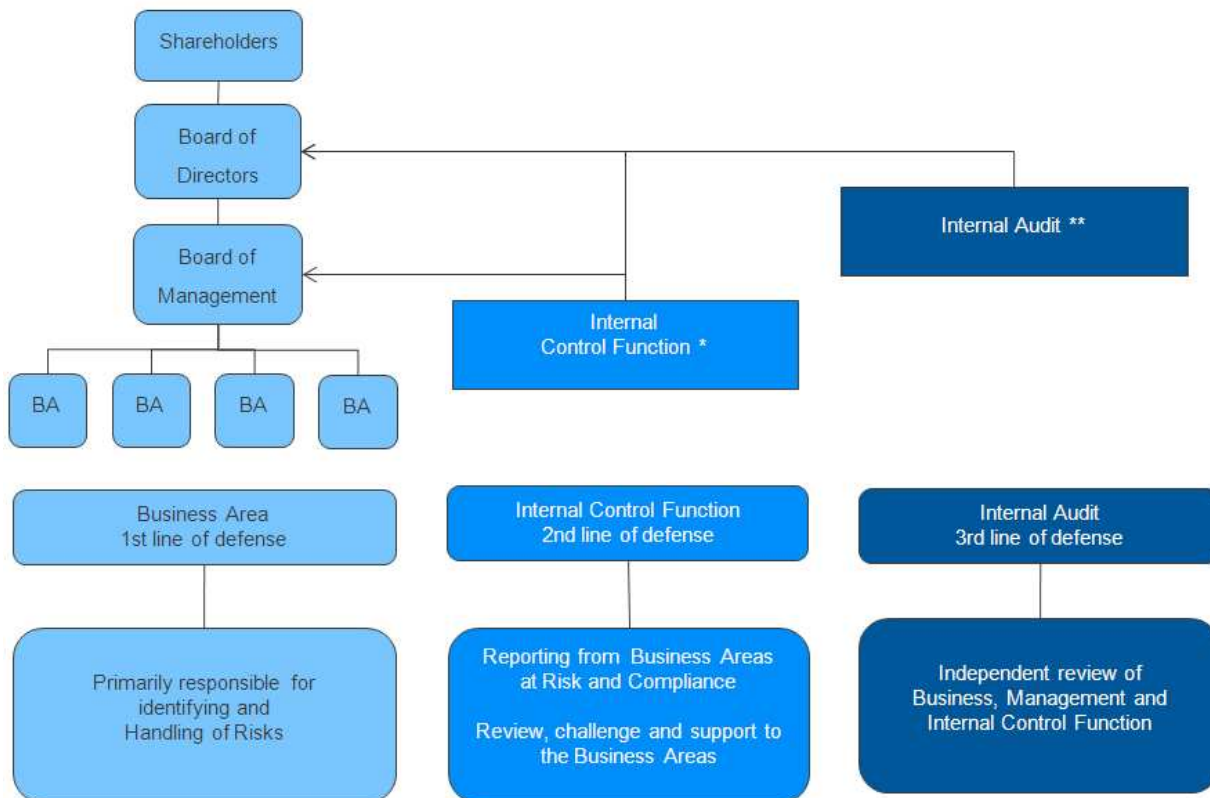 Shareholders
Board of
Directors
Internal Audit **
Board of
Management
Internal
Control Function *
BA
BA
BA
BA
Business Area
1st line of defense
Internal Control Function
2nd line of defense
Internal Audit
3rd line of defense
Primarily responsible for
identifying and
Handling of Risks
Reporting from Business Areas
at Risk and Compliance
Review, challenge and support to
the Business Areas
Independent review of
Business, Management and
Internal Control Function